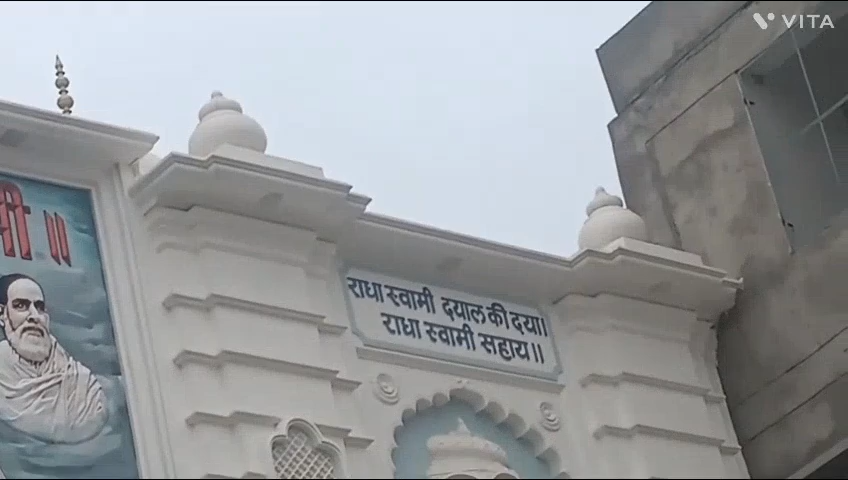 VITA
मी ॥
राधा स्वामी दयाल की दया।
राधा स्वामी सहाय।।